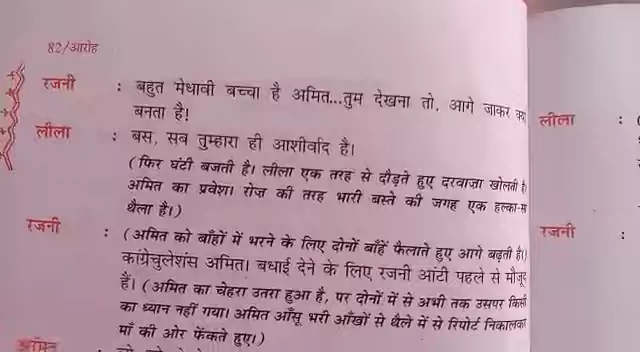 82/आरोह
रजनी : बहुत मेधावी बच्चा है अमित...तुम देखना तो, आगे जाकर क्या
बनता है!
लीला : बस, सब तुम्हारा ही आशीर्वाद है।
(फिर घंटी बजती है। लीला एक तरह से दौड़ते हुए दरवाज़ा खोलती है।
अमित का प्रवेश। रोज़ की तरह भारी बस्ते की जगह एक हल्का-स
थैला है।)
रजनी : (अमित को बाँहों में भरने के लिए दोनों बाँहें फैलाते हुए आगे बढ़ती है।)
कांग्रेचुलेशंस अमित। बधाई देने के लिए रजनी आंटी पहले से मौजूद
हैं। (अमित का चेहरा उतरा हुआ है, पर दोनों में से अभी तक उसपर किसी
का ध्यान नहीं गया। अमित आँसू भरी आँखों से थैले में से रिपोर्ट निकालकर
माँ की ओर फेंकते हुए।)
अमित :
लीला :
रजनी :